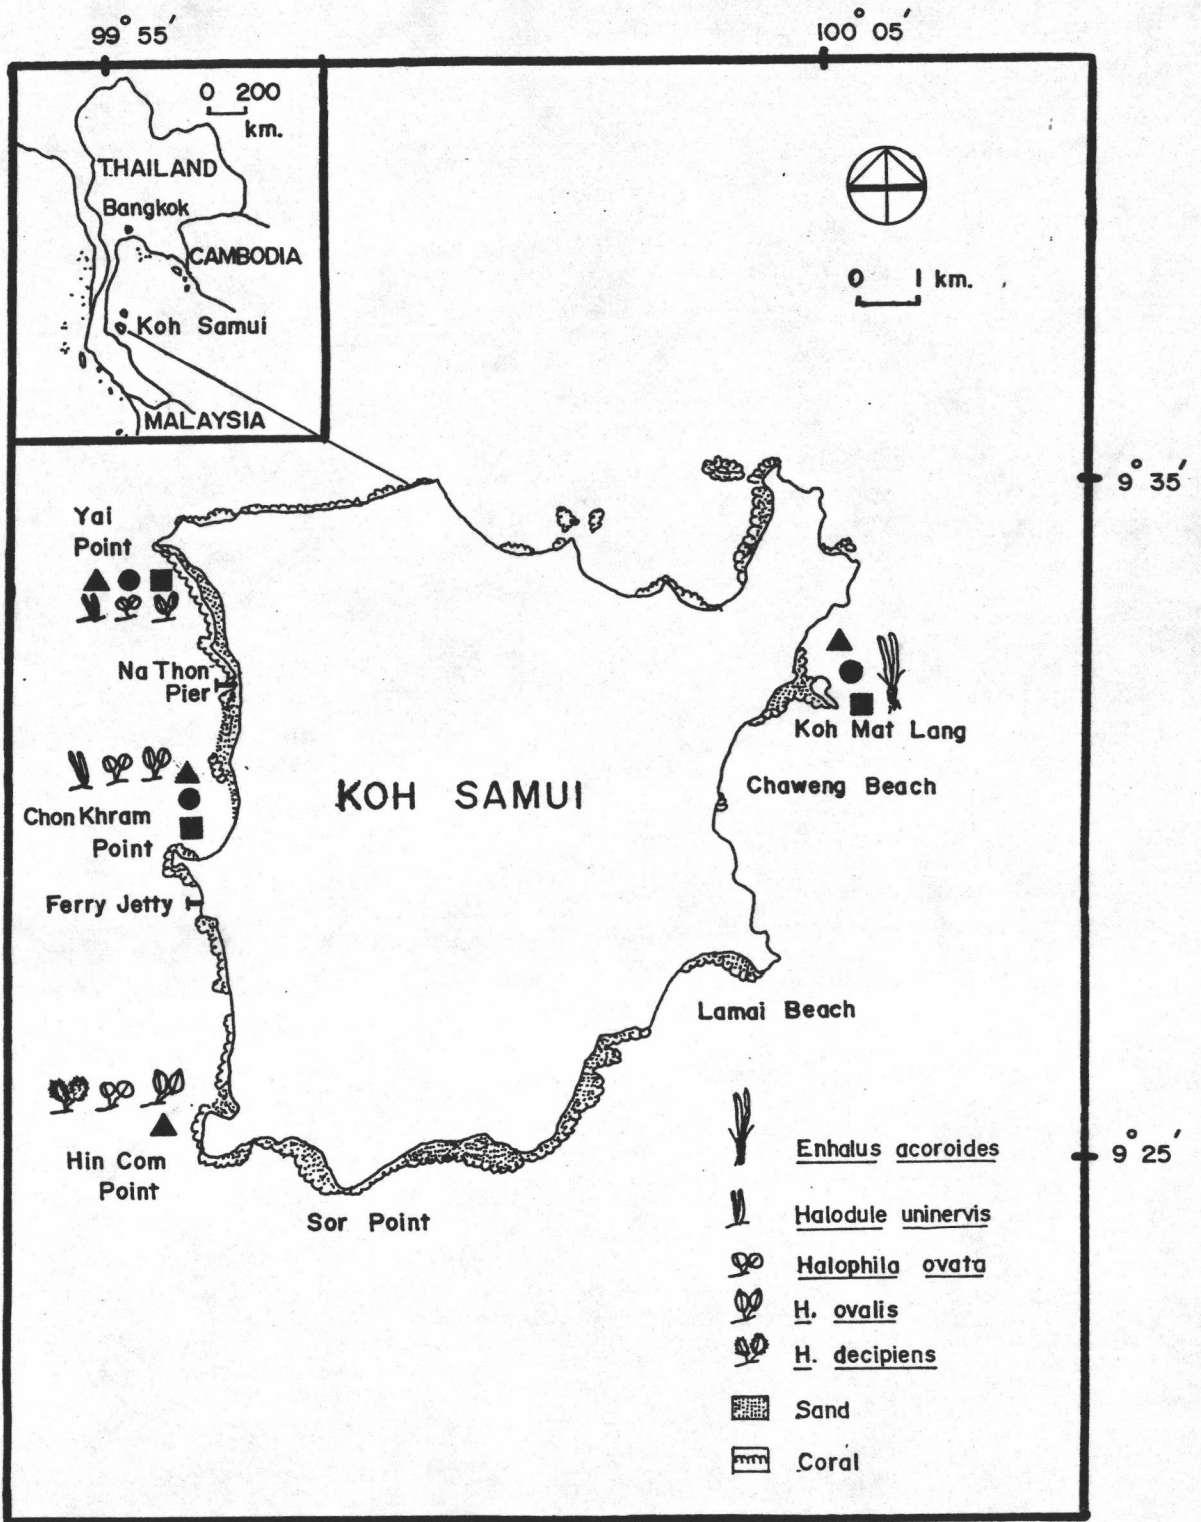 99° 55′
100° 05′
0 200
km.
THAILAND
Bangkok
CAMBODIA
Koh Samui
MALAYSIA
0 1 km.
9° 35′
Yai
Point
Na Thon
Pier
Koh Mat Lang
Chaweng Beach
KOH SAMUI
Chon Khram
Point
Ferry Jetty
Lamai Beach
Hin Com
Point
Sor Point
9° 25′
Enhalus acoroides
Halodule uninervis
Halophila ovata
H. ovalis
H. decipiens
Sand
Coral